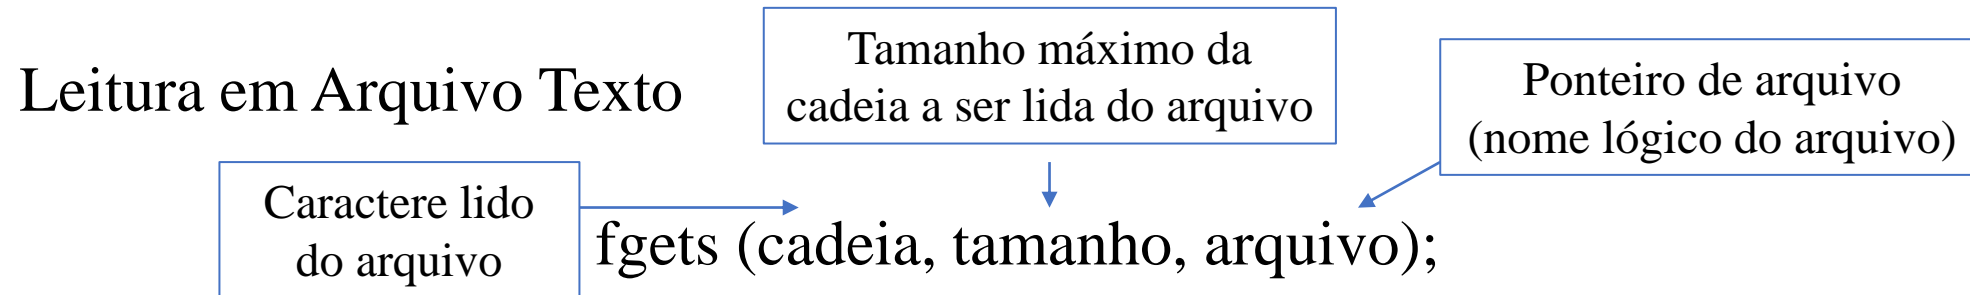 Leitura em Arquivo Texto
Tamanho máximo da
cadeia a ser lida do arquivo
Ponteiro de arquivo
(nome lógico do arquivo)
Caractere lido
do arquivo
fgets (cadeia, tamanho, arquivo);